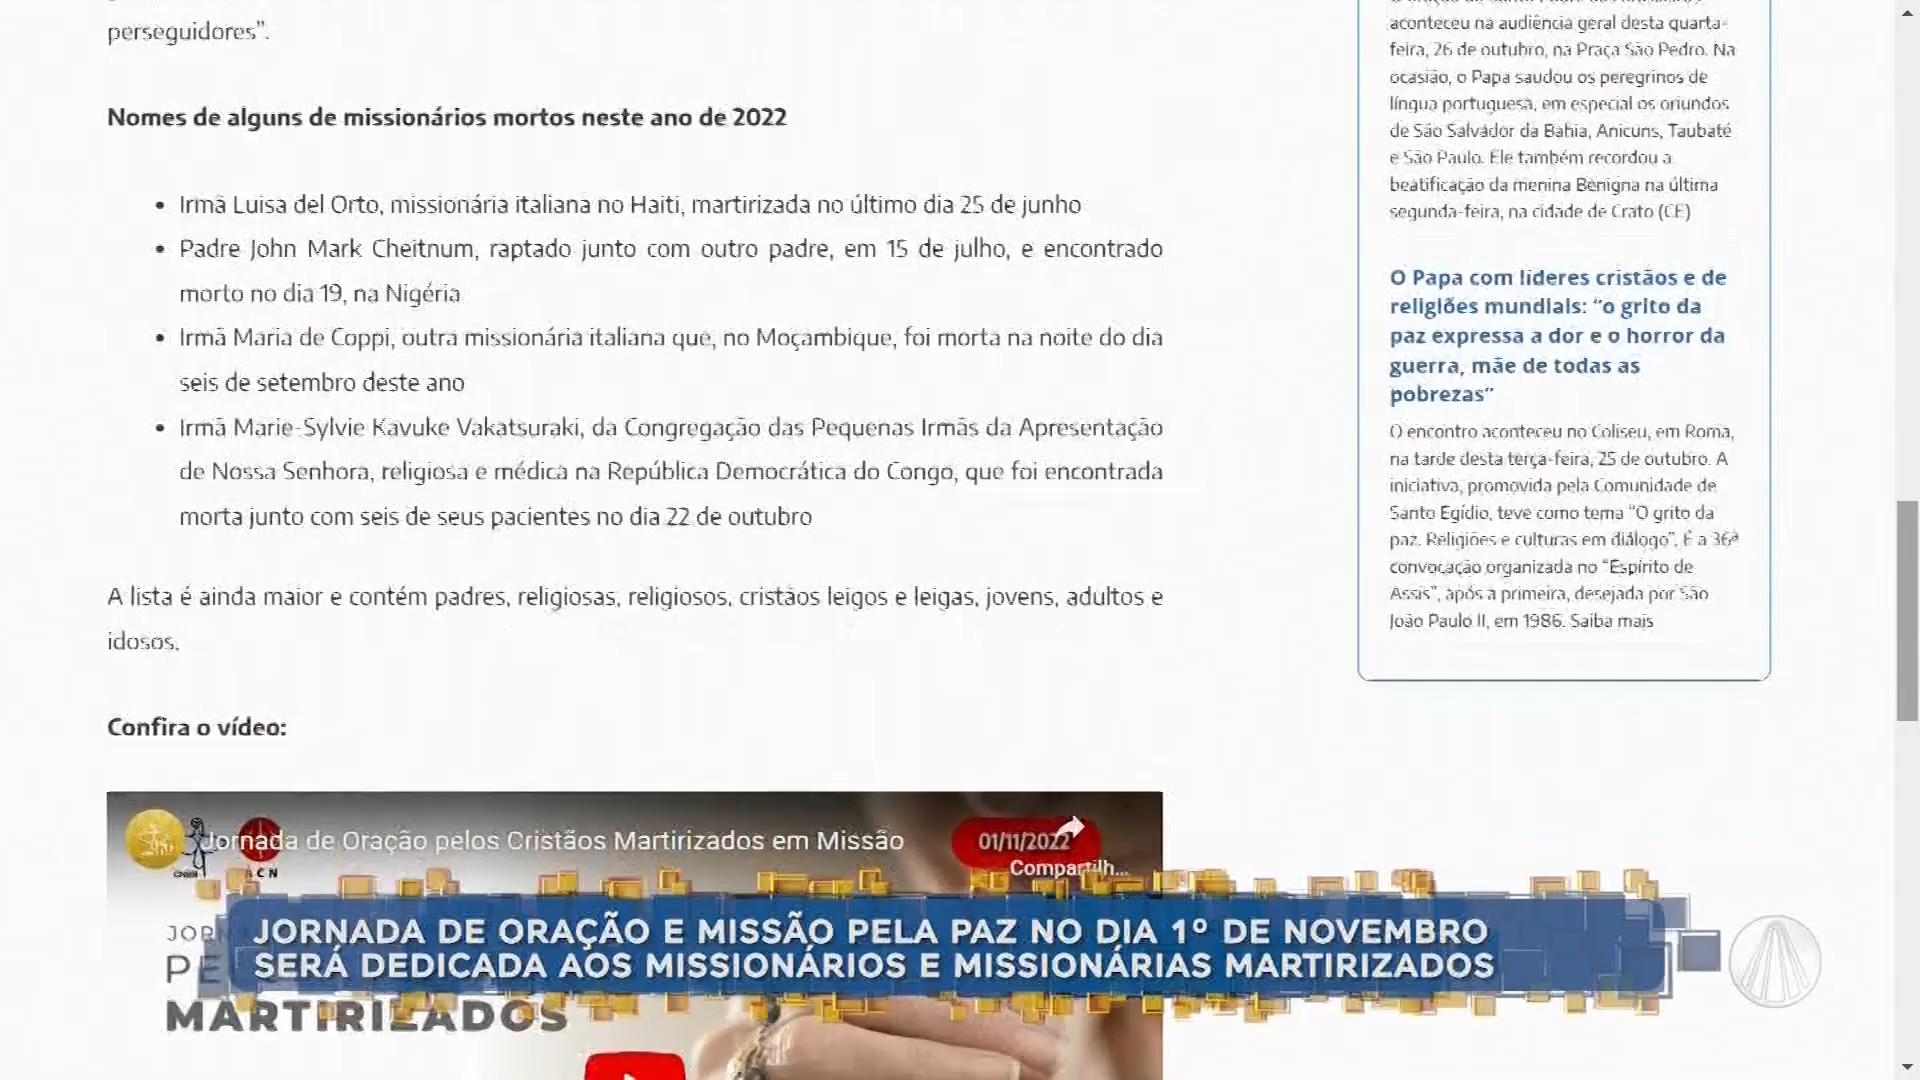 perseguidores”.
Nomes de alguns de missionários mortos neste ano de 2022
• Irmã Luisa del Orto, missionária italiana no Haiti, martirizada no último dia 25 de junho
• Padre John Mark Cheitnum, raptado junto com outro padre, em 15 de julho, e encontrado
morto no dia 19, na Nigéria
• Irmã Maria de Coppi, outra missionária italiana que, no Moçambique, foi morta na noite do dia
seis de setembro deste ano
• Irmã Marie-Sylvie Kavuke Vakatsuraki, da Congregação das Pequenas Irmãs da Apresentação
de Nossa Senhora, religiosa e médica na República Democrática do Congo, que foi encontrada
morta junto com seis de seus pacientes no dia 22 de outubro
A lista é ainda maior e contém padres, religiosas, religiosos, cristãos leigos e leigas, jovens, adultos e
idosos.
Confira o vídeo:
Jornada de Oração pelos Cristãos Martirizados em Missão
01/11/2022
Compartilh...
CNBB
ACN
JORN
PE
MARTIRIZADOS
aconteceu na audiência geral desta quarta-
feira, 26 de outubro, na Praça São Pedro. Na
ocasião, o Papa saudou os peregrinos de
língua portuguesa, em especial os oriundos
de São Salvador da Bahia, Anicuns, Taubaté
e São Paulo. Ele também recordou a
beatificação da menina Benigna na última
segunda-feira, na cidade de Crato (CE)
O Papa com líderes cristãos e de
religiões mundiais: “o grito da
paz expressa a dor e o horror da
guerra, mãe de todas as
pobrezas”
O encontro aconteceu no Coliseu, em Roma,
na tarde desta terça-feira, 25 de outubro. A
iniciativa, promovida pela Comunidade de
Santo Egídio, teve como tema “O grito da
paz. Religiões e culturas em diálogo”. É a 36ª
convocação organizada no “Espírito de
Assis”, após a primeira, desejada por São
João Paulo II, em 1986. Saiba mais
JORNADA DE ORAÇÃO E MISSÃO PELA PAZ NO DIA 1º DE NOVEMBRO
SERÁ DEDICADA AOS MISSIONÁRIOS E MISSIONÁRIAS MARTIRIZADOS